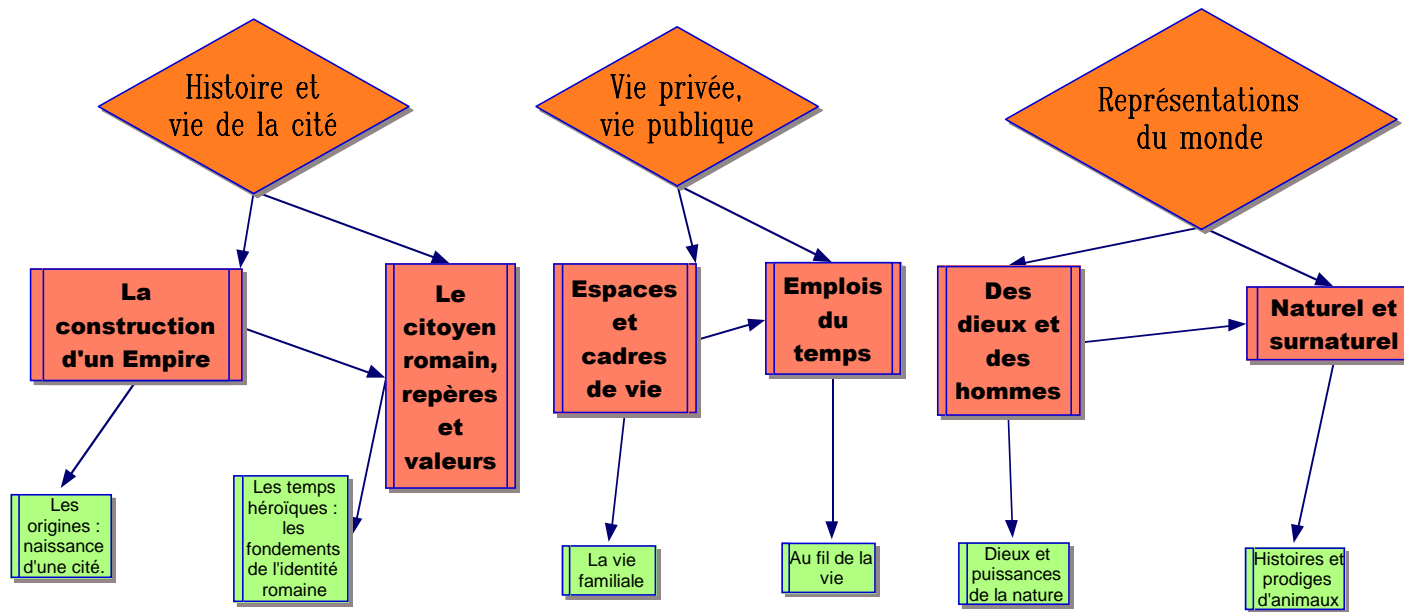 Histoire et
vie de la cité
Vie privée,
vie publique
Représentations
du monde
La
construction
d'un Empire
Le
citoyen
romain,
repères
et
valeurs
Espaces
et
cadres
de vie
Emplois
du
temps
Des
dieux et
des
hommes
Naturel et
surnaturel
Les
origines :
naissance
d'une cité.
Les temps
héroïques :
les
fondements
de l'identité
romaine
La vie
familiale
Au fil de la
vie
Dieux et
puissances
de la nature
Histoires et
prodiges
d'animaux